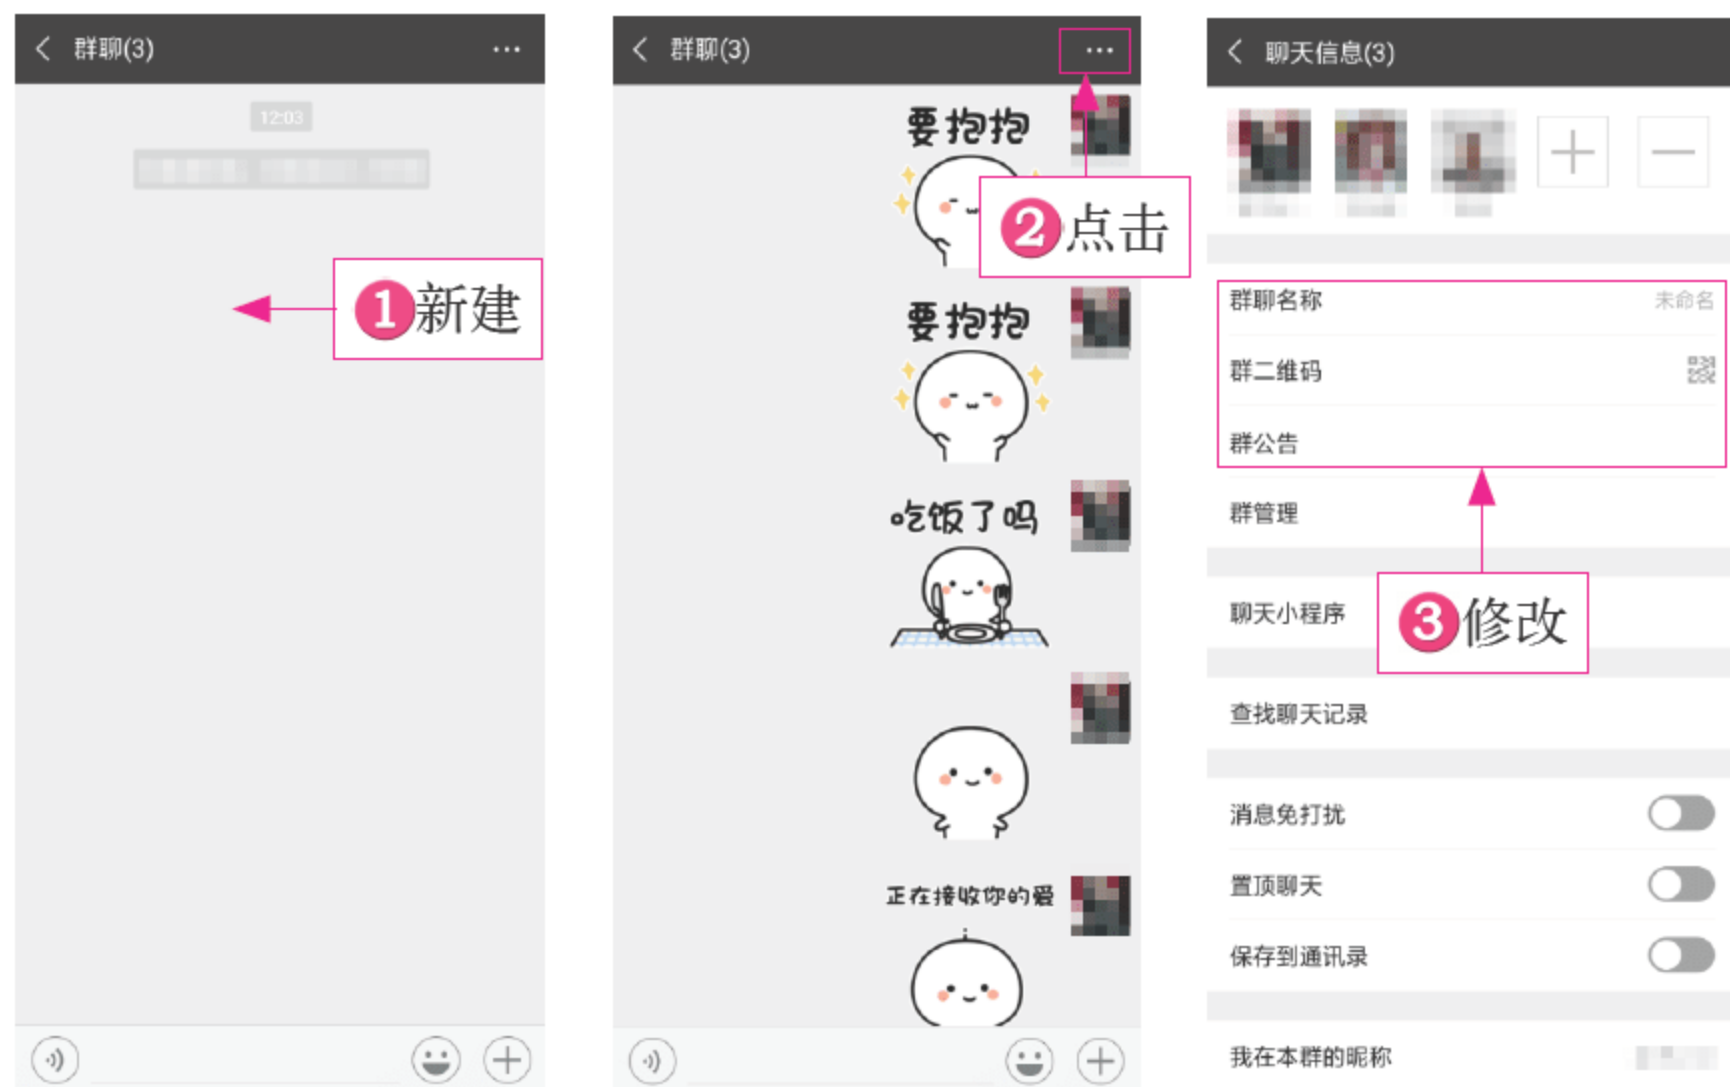 群聊(3)
12:03
1新建
群聊(3)
要抱抱
2点击
要抱抱
吃饭了吗
正在接收你的爱
聊天信息(3)
群聊名称 未命名
群二维码
群公告
群管理
聊天小程序
3修改
查找聊天记录
消息免打扰
置顶聊天
保存到通讯录
我在本群的昵称